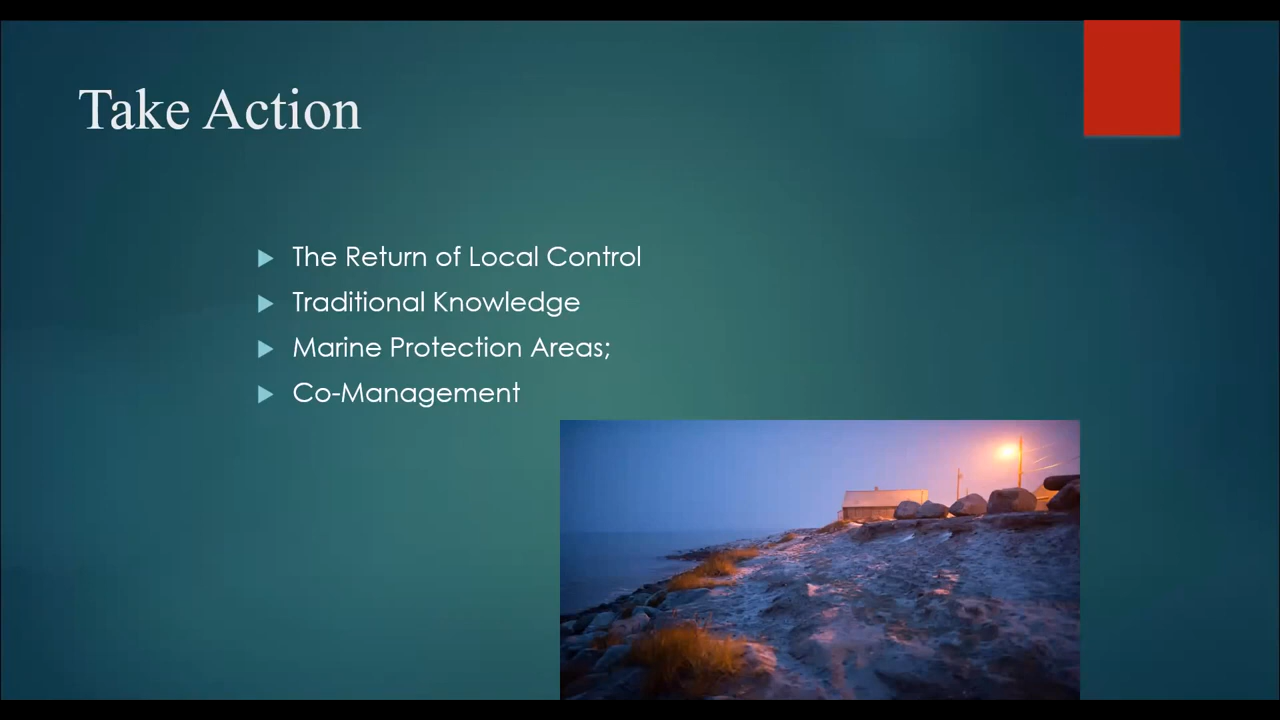 Take Action
The Return of Local Control
Traditional Knowledge
Marine Protection Areas;
Co-Management